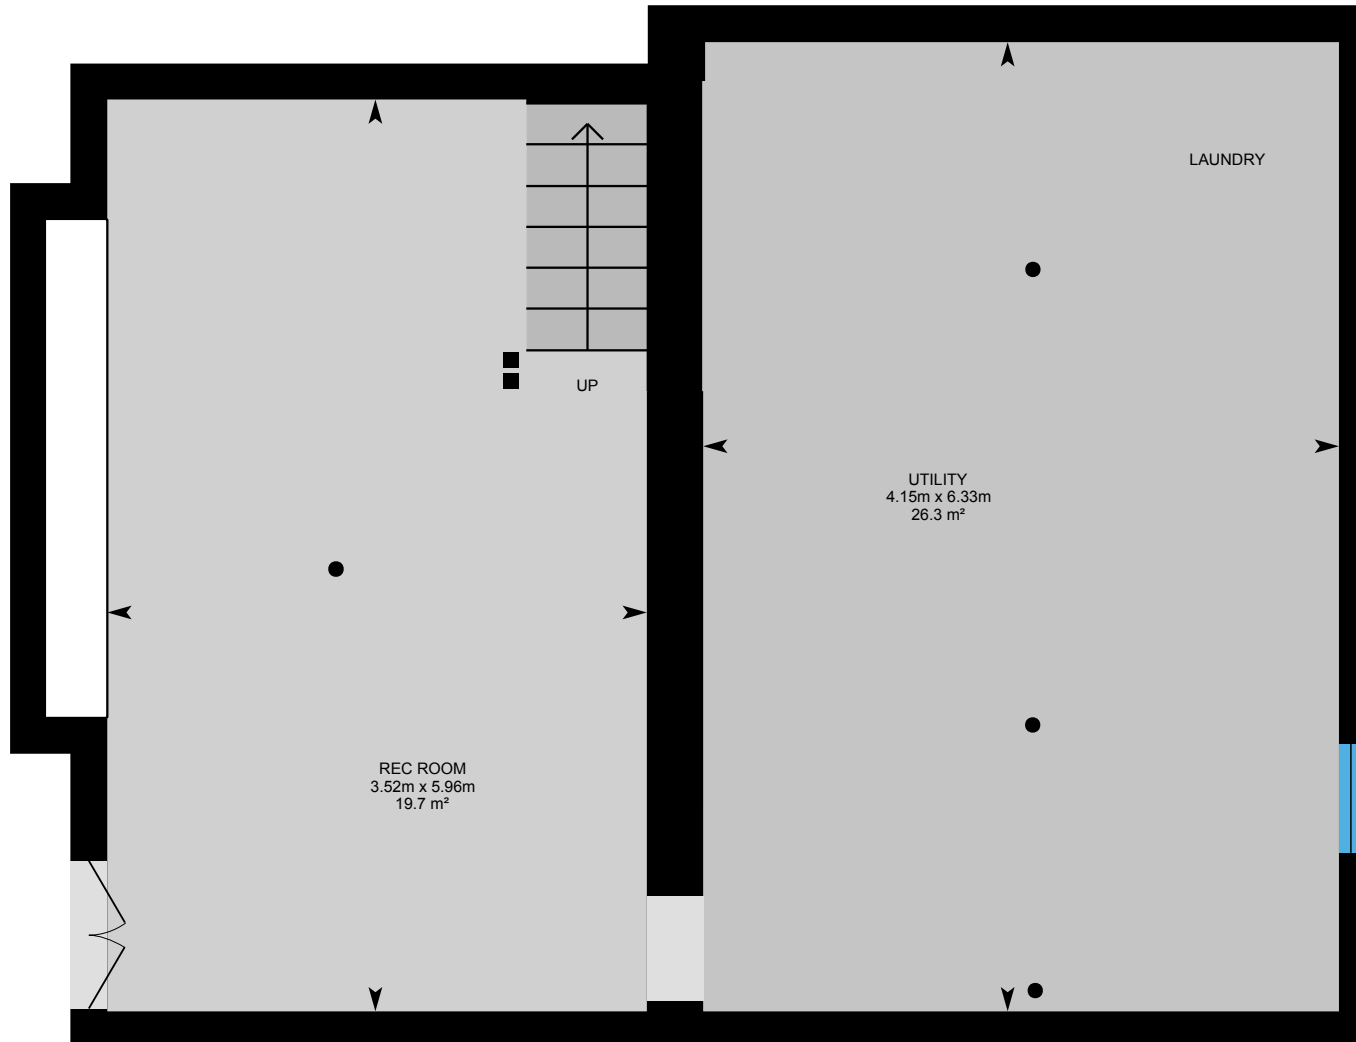 LAUNDRY
UP
UTILITY
4.15m x 6.33m
26.3 m²
REC ROOM
3.52m x 5.96m
19.7 m²